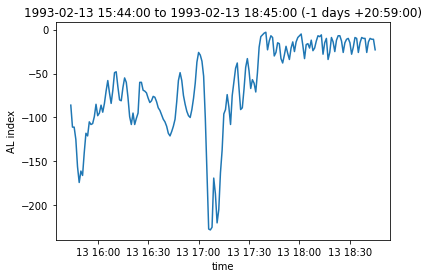 1993-02-13 15:44:00 to 1993-02-13 18:45:00 (-1 days +20:59:00)
0
−50
−100
−150
−200
AL index
13 16:00 13 16:30 13 17:00 13 17:30 13 18:00 13 18:30
time